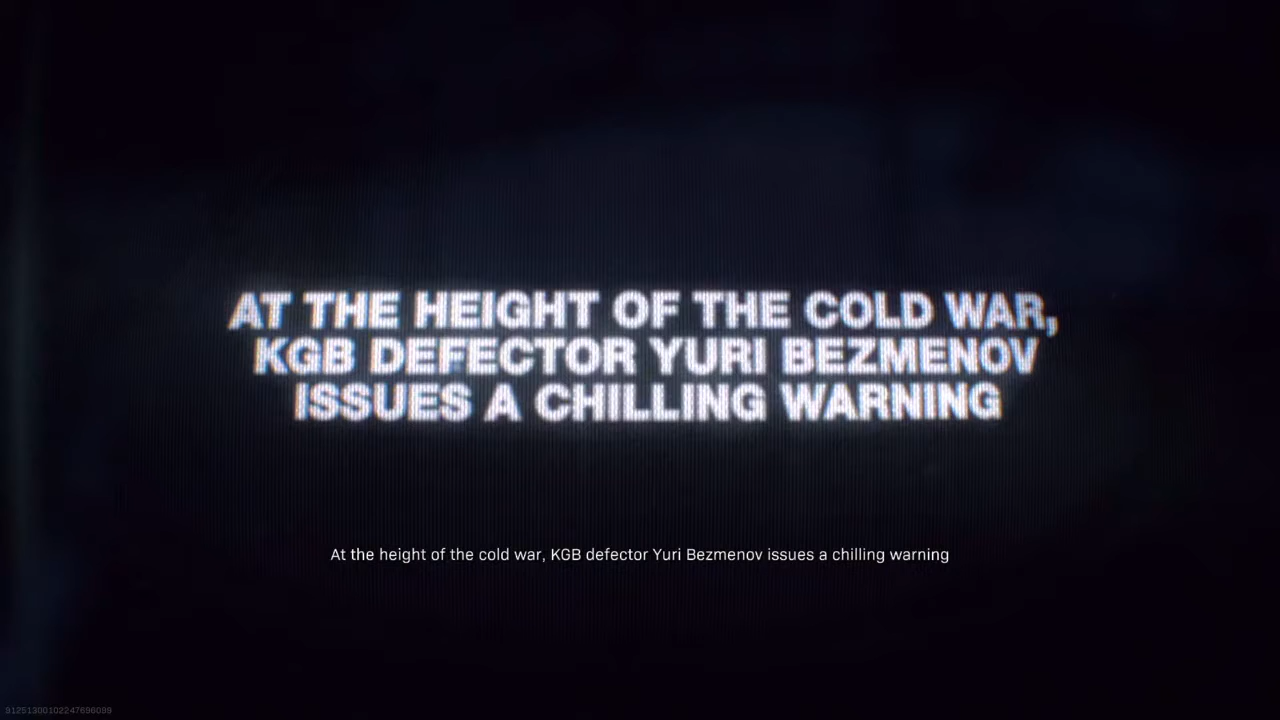 AT THE HEIGHT OF THE COLD WAR,
KGB DEFECTOR YURI BEZMENOV
ISSUES A CHILLING WARNING
At the height of the cold war, KGB defector Yuri Bezmenov issues a chilling warning
91251300102247696099